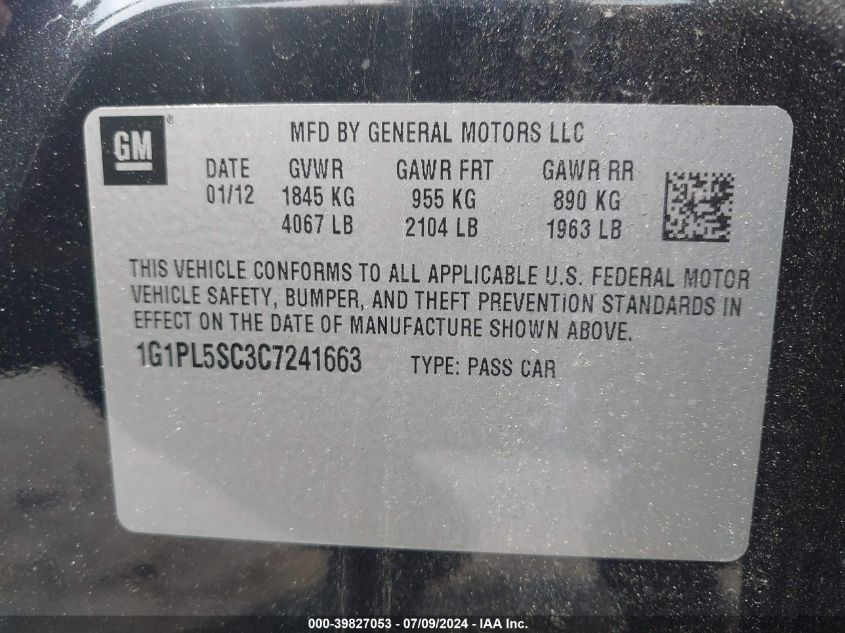 GM®
MFD BY GENERAL MOTORS LLC
DATE GVWR GAWR FRT GAWR RR
01/12 1845 KG 955 KG 890 KG
4067 LB 2104 LB 1963 LB
THIS VEHICLE CONFORMS TO ALL APPLICABLE U.S. FEDERAL MOTOR
VEHICLE SAFETY, BUMPER, AND THEFT PREVENTION STANDARDS IN
EFFECT ON THE DATE OF MANUFACTURE SHOWN ABOVE.
1G1PL5SC3C7241663 TYPE: PASS CAR
000-39827053 - 07/09/2024 - IAA Inc.